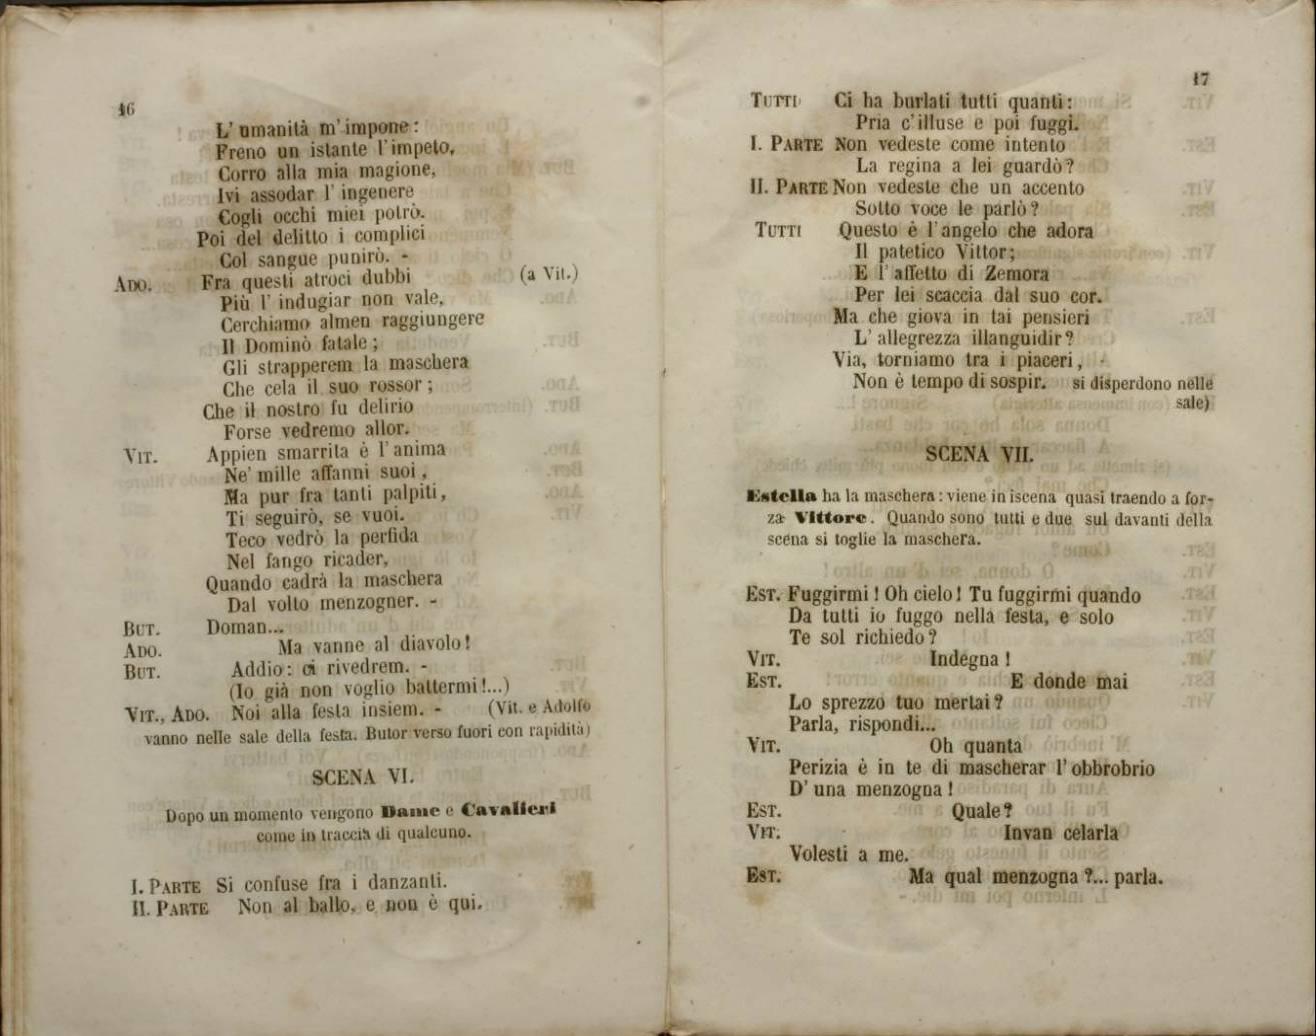 16
L' umanità m' impone :
Freno un istante l' impeto,
Corro alla mia magione,
Ivi assodar l' ingenere
Cogli occhi miei potrò.
Poi del delitto i complici
Col sangue punirò. -
ADO. Fra questi atroci dubbi (a Vit.)
Più l' indugiar non vale,
Cerchiamo almen raggiungere
Il Dominò fatale ;
Gli strapperem la maschera
Che cela il suo rossor ;
Che il nostro fu delirio
Forse vedremo allor.
VIT. Appien smarrita è l' anima
Ne' mille affanni suoi ,
Ma pur fra tanti palpiti ,
Ti seguirò, se vuoi.
Teco vedrò la perfida
Nel fango ricader,
Quando cadrà la maschera
Dal volto menzogner. -
BUT. Doman...
ADO. Ma vanne al diavolo !
BUT. Addio : ci rivedrem. -
(Io già non voglio battermi !...)
VIT., ADO. Noi alla festa insiem. - (Vit. e Adolfo
vanno nelle sale della festa. Butor verso fuori con rapidità)
SCENA VI.
Dopo un momento vengono Dame e Cavalieri
come in traccia di qualcuno.
I. PARTE Si confuse fra i danzanti.
II. PARTE Non al ballo, e non è qui.
17
TUTTI Ci ha burlati tutti quanti :
Pria c' illuse e poi fuggì.
I. PARTE Non vedeste come intento
La regina a lei guardò ?
II. PARTE Non vedeste che un accento
Sotto voce le parlò ?
TUTTI Questo è l' angelo che adora
Il patetico Vittor ;
E l' affetto di Zemora
Per lei scaccia dal suo cor.
Ma che giova in tai pensieri
L' allegrezza illanguidir ?
Via, torniamo tra i piaceri ,
Non è tempo di sospir. si disperdono nelle
sale)
SCENA VII.
Estella ha la maschera : viene in iscena quasi traendo a for-
za Vittore. Quando sono tutti e due sul davanti della
scena si toglie la maschera.
EST. Fuggirmi ! Oh cielo ! Tu fuggirmi quando
Da tutti io fuggo nella festa, e solo
Te sol richiedo ?
VIT. Indegna !
EST. E donde mai
Lo sprezzo tuo mertai ?
Parla, rispondi...
VIT. Oh quanta
Perizia è in te di mascherar l' obbrobrio
D' una menzogna !
EST. Quale ?
VIT. Invan celarla
Volesti a me.
EST. Ma qual menzogna ?... parla.